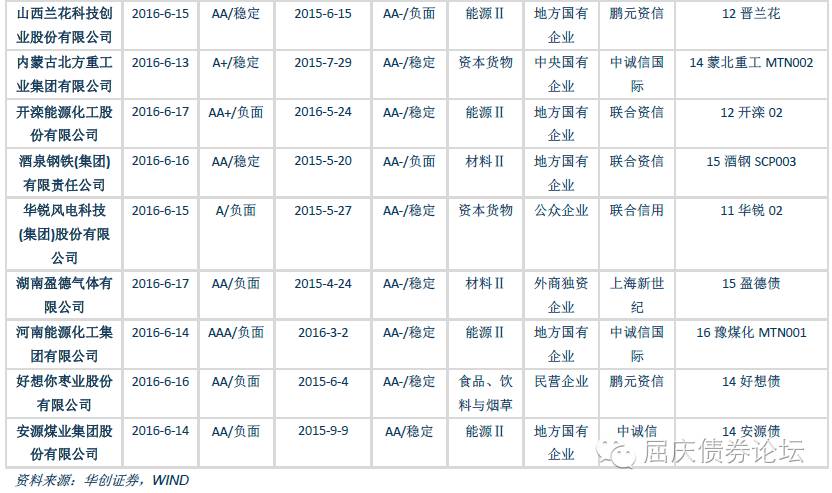 山西兰花科技创 2016-6-15 AA/稳定 2016-6-15 AA-/负面 能源Ⅱ 地方国有 鹏元资信 12 晋兰花
业股份有限公司 企业
内蒙古北方重工 2016-6-13 A+/稳定 2015-7-29 AA-/稳定 资本货物 中央国有 中诚信国 14 蒙北重工 MTN002
业集团有限公司 企业 际
开滦能源化工股 2016-6-17 AA+/负面 2016-5-24 AA-/稳定 能源Ⅱ 地方国有 联合资信 12 开滦 02
份有限公司 企业
酒泉钢铁(集团) 2016-6-16 AA/稳定 2015-5-20 AA-/负面 材料Ⅱ 地方国有 联合资信 15 酒钢 SCP003
有限责任公司 企业
华锐风电科技 2016-6-15 A/负面 2015-5-27 AA-/稳定 资本货物 公众企业 联合信用 11 华锐 02
(集团)股份有限
公司
湖南盈德气体有 2016-6-17 AA/负面 2015-4-24 AA-/稳定 材料Ⅱ 外商独资 上海新世 15 盈德债
限公司 企业 纪
河南能源化工集 2016-6-14 AAA/负面 2016-3-2 AA-/稳定 能源Ⅱ 地方国有 中诚信国 16 豫煤化 MTN001
团有限公司 企业 际
好想你枣业股份 2016-6-16 AA/负面 2015-6-4 AA-/稳定 食品、饮 民营企业 鹏元资信 14 好想债
有限公司 料与烟草
安源煤业集团股 2016-6-14 AA/负面 2015-9-9 AA/稳定 能源Ⅱ 地方国有 中诚信 14 安源债
份有限公司 企业
屈庆债券论坛
资料来源：华创证券，WIND